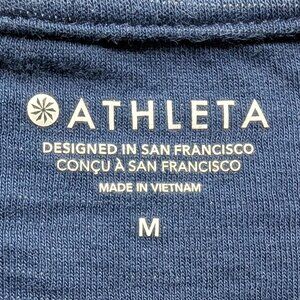 ATHLETA
DESIGNED IN SAN FRANCISCO
CONÇU À SAN FRANCISCO
MADE IN VIETNAM
M